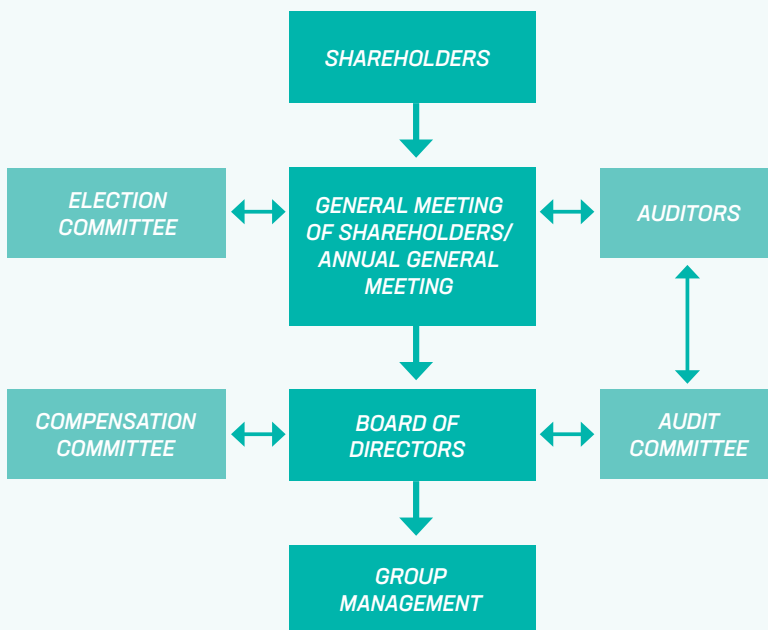 SHAREHOLDERS
ELECTION
COMMITTEE
GENERAL MEETING
OF SHAREHOLDERS/
ANNUAL GENERAL
MEETING
AUDITORS
COMPENSATION
COMMITTEE
BOARD OF
DIRECTORS
AUDIT
COMMITTEE
GROUP
MANAGEMENT